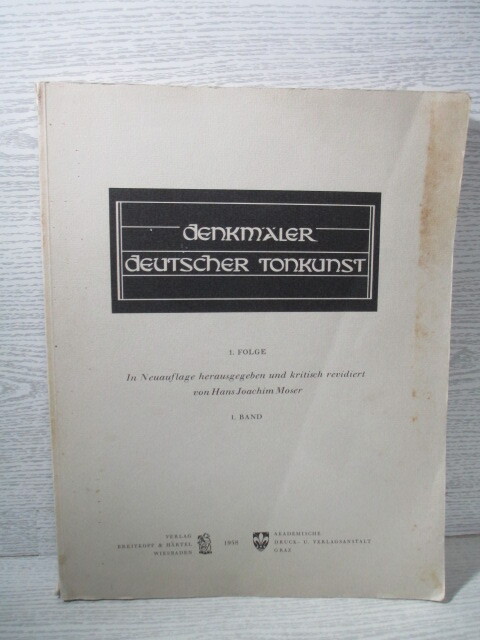 DENKMÄLER
DEUTSCHER TONKUNST
1. FOLGE
In Neuauflage herausgegeben und kritisch revidiert
von Hans Joachim Moser
1. BAND
VERLAG
BREITKOPF & HÄRTEL
WIESBADEN
1958
AKADEMISCHE
DRUCK- U. VERLAGSANSTALT
GRAZ